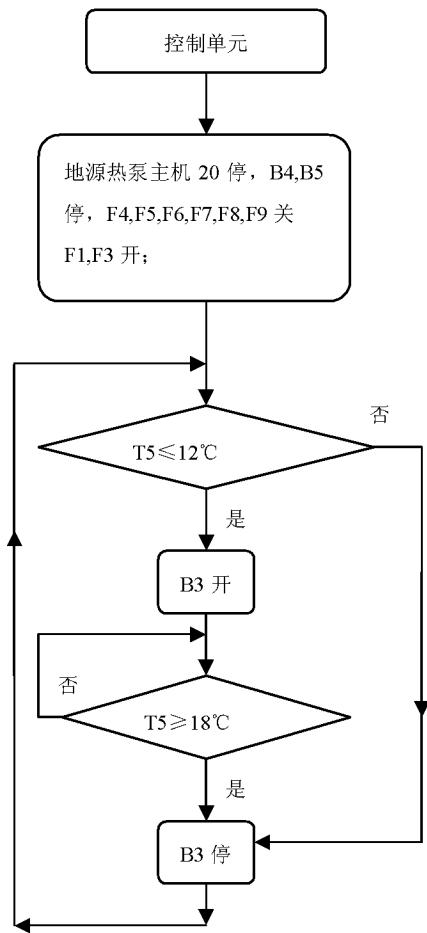 控制单元
地源热泵主机 20 停，B4,B5
停，F4,F5,F6,F7,F8,F9 关
F1,F3 开；
否
T5≤12℃
是
B3 开
否
T5≥18℃
是
B3 停